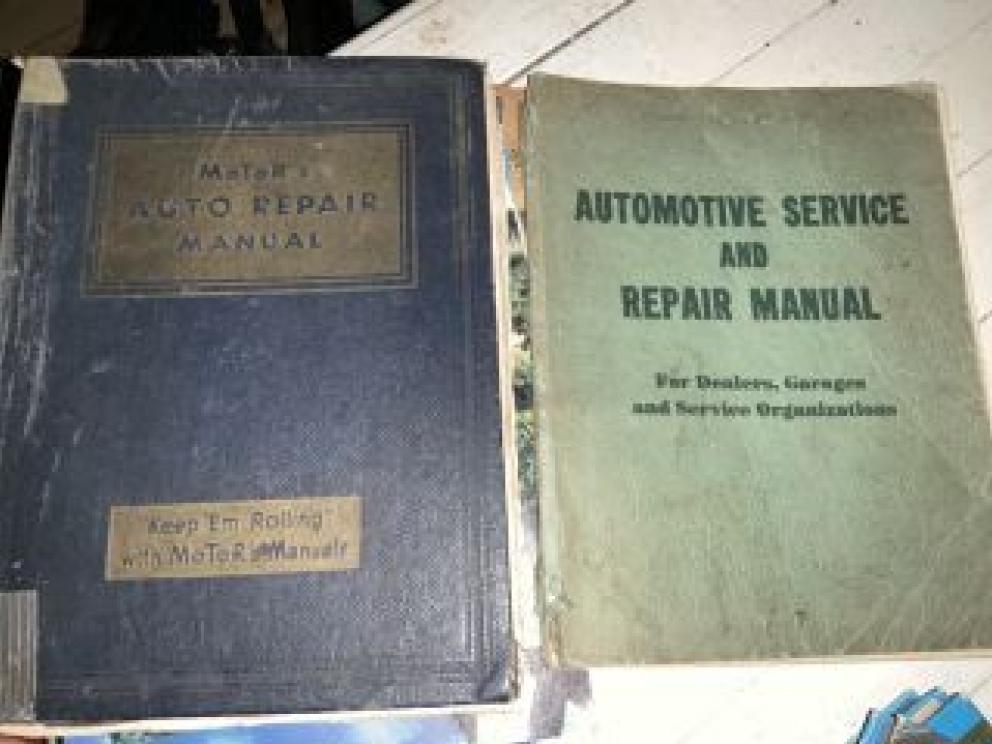 MoToR's
AUTO REPAIR
MANUAL
"Keep 'Em Rolling"
with MoToR's Manuals
AUTOMOTIVE SERVICE
AND
REPAIR MANUAL
For Dealers, Garages
and Service Organizations